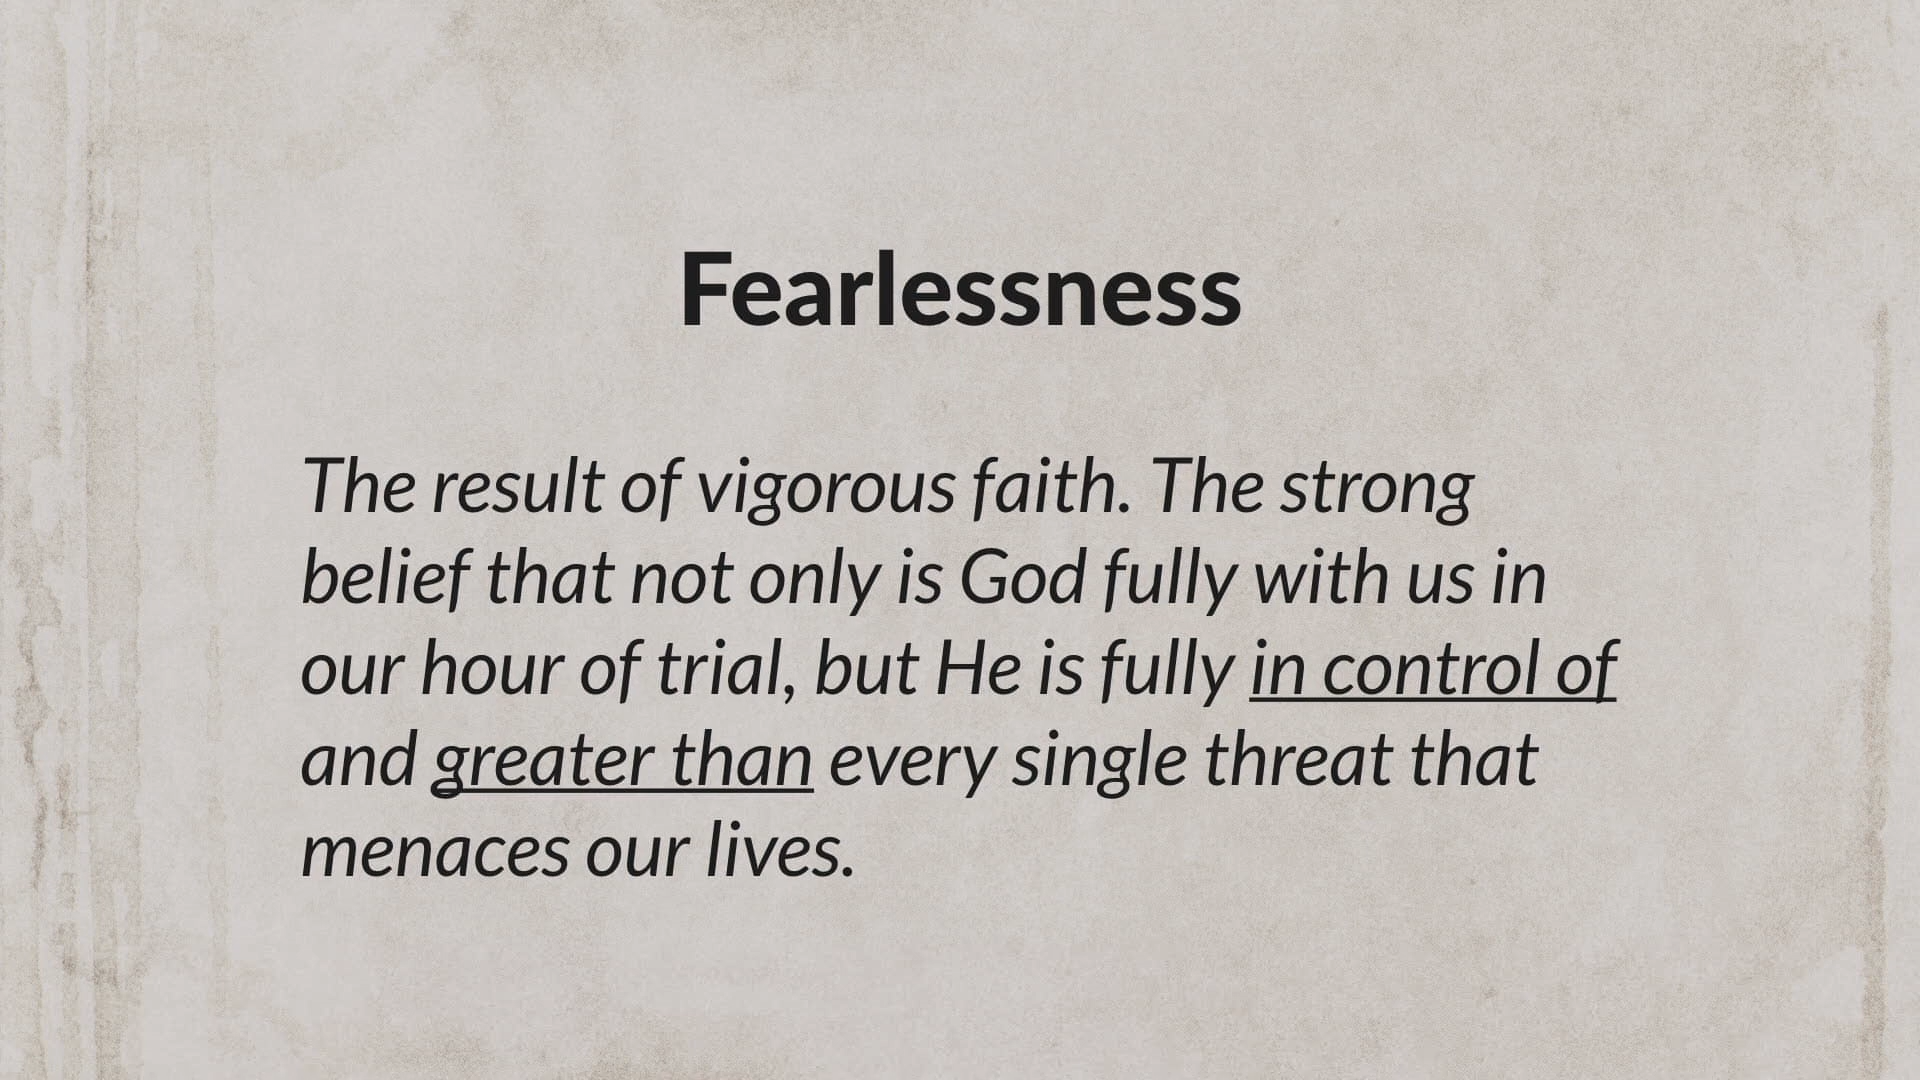 Fearlessness
The result of vigorous faith. The strong
belief that not only is God fully with us in
our hour of trial, but He is fully in control of
and greater than every single threat that
menaces our lives.